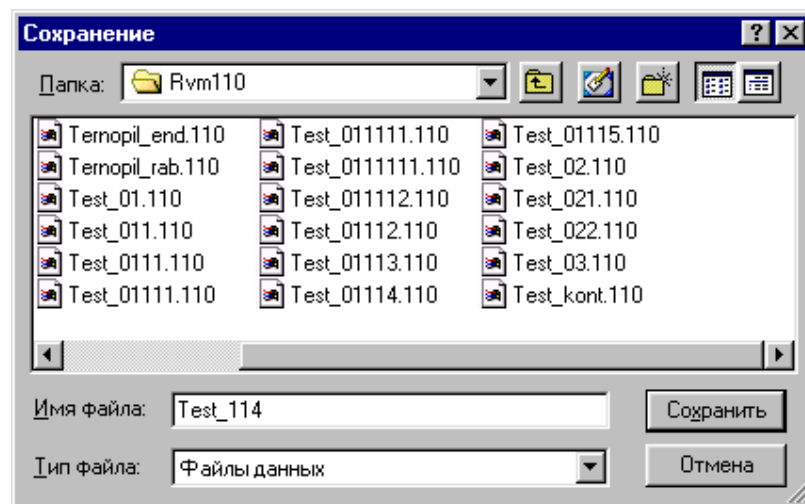 Сохранение
Папка: Rvm110
Ternopil_end.110 Test_011111.110 Test_01115.110
Ternopil_rab.110 Test_0111111.110 Test_02.110
Test_01.110 Test_011112.110 Test_021.110
Test_011.110 Test_01112.110 Test_022.110
Test_0111.110 Test_01113.110 Test_03.110
Test_01111.110 Test_01114.110 Test_kont.110
Имя файла: Test_114 Сохранить
Тип файла: Файлы данных Отмена